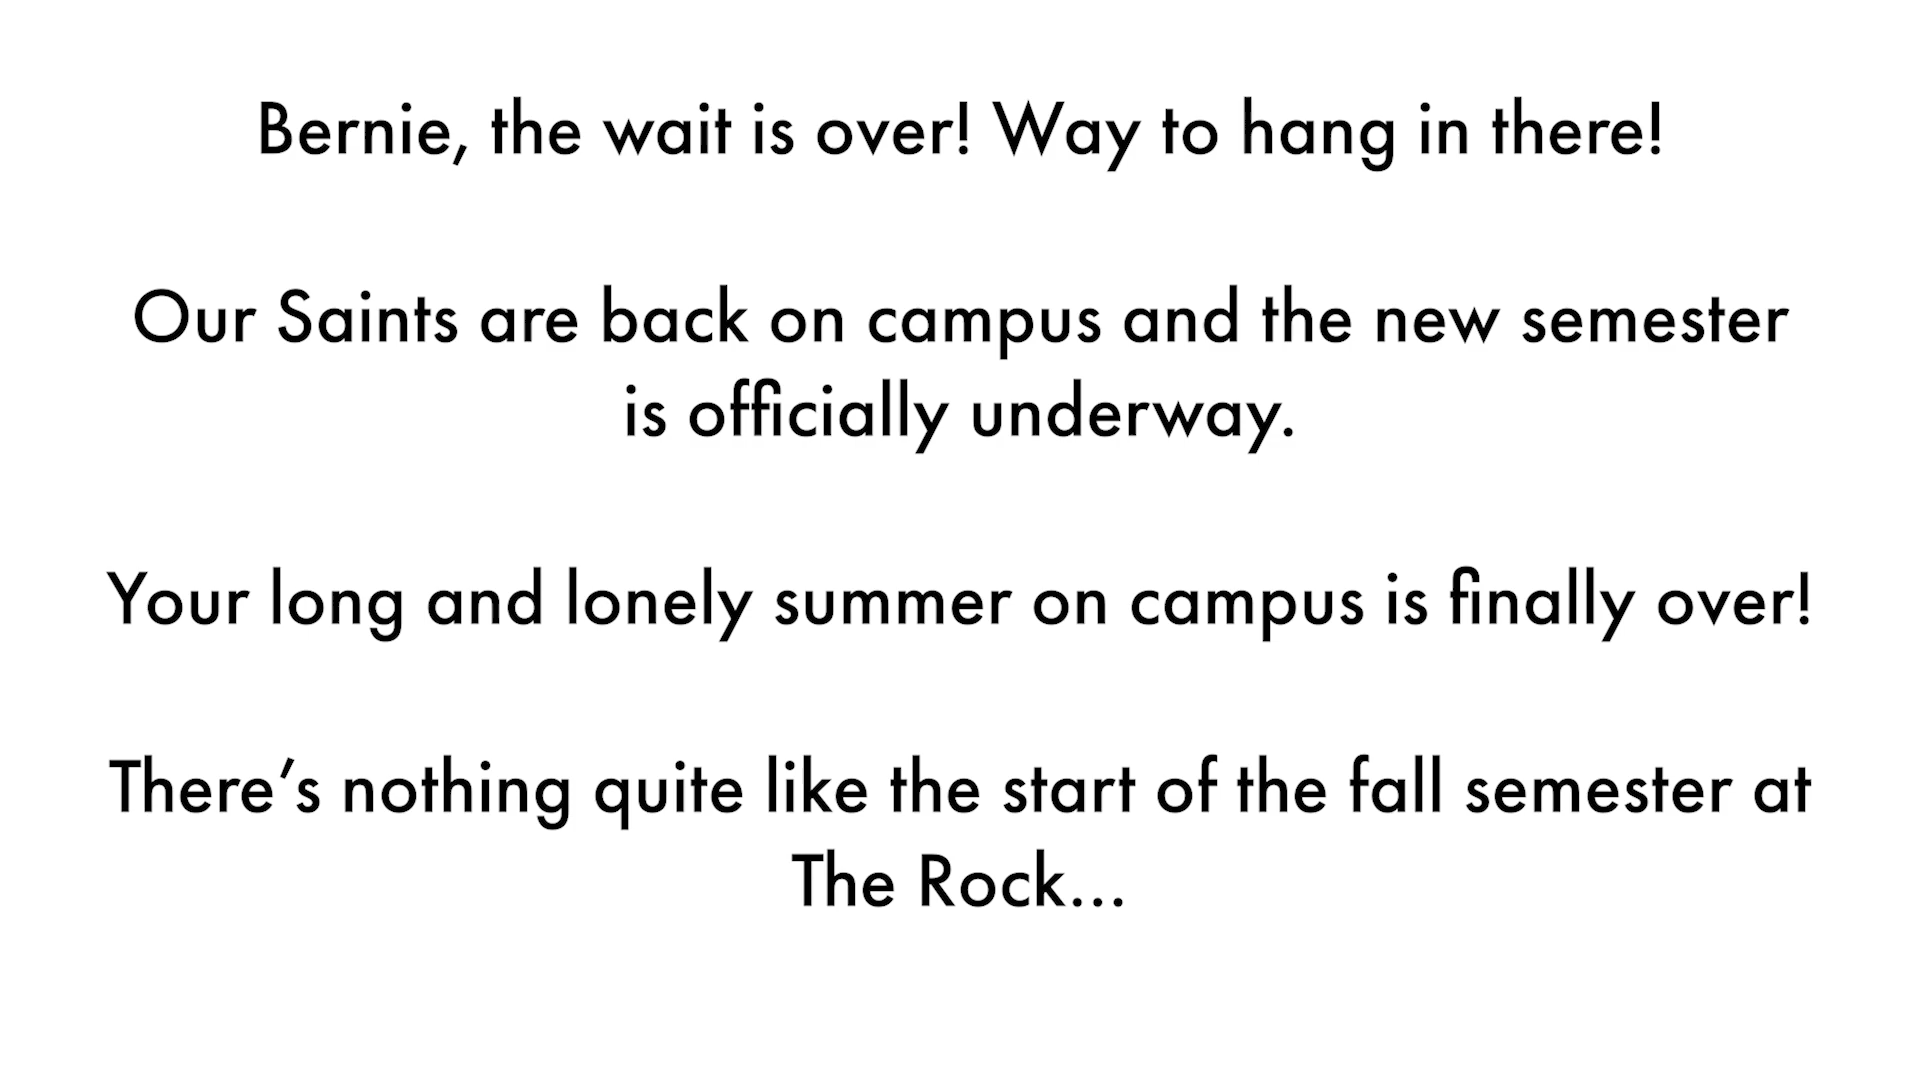 Bernie, the wait is over! Way to hang in there!
Our Saints are back on campus and the new semester
is officially underway.
Your long and lonely summer on campus is finally over!
There’s nothing quite like the start of the fall semester at
The Rock...